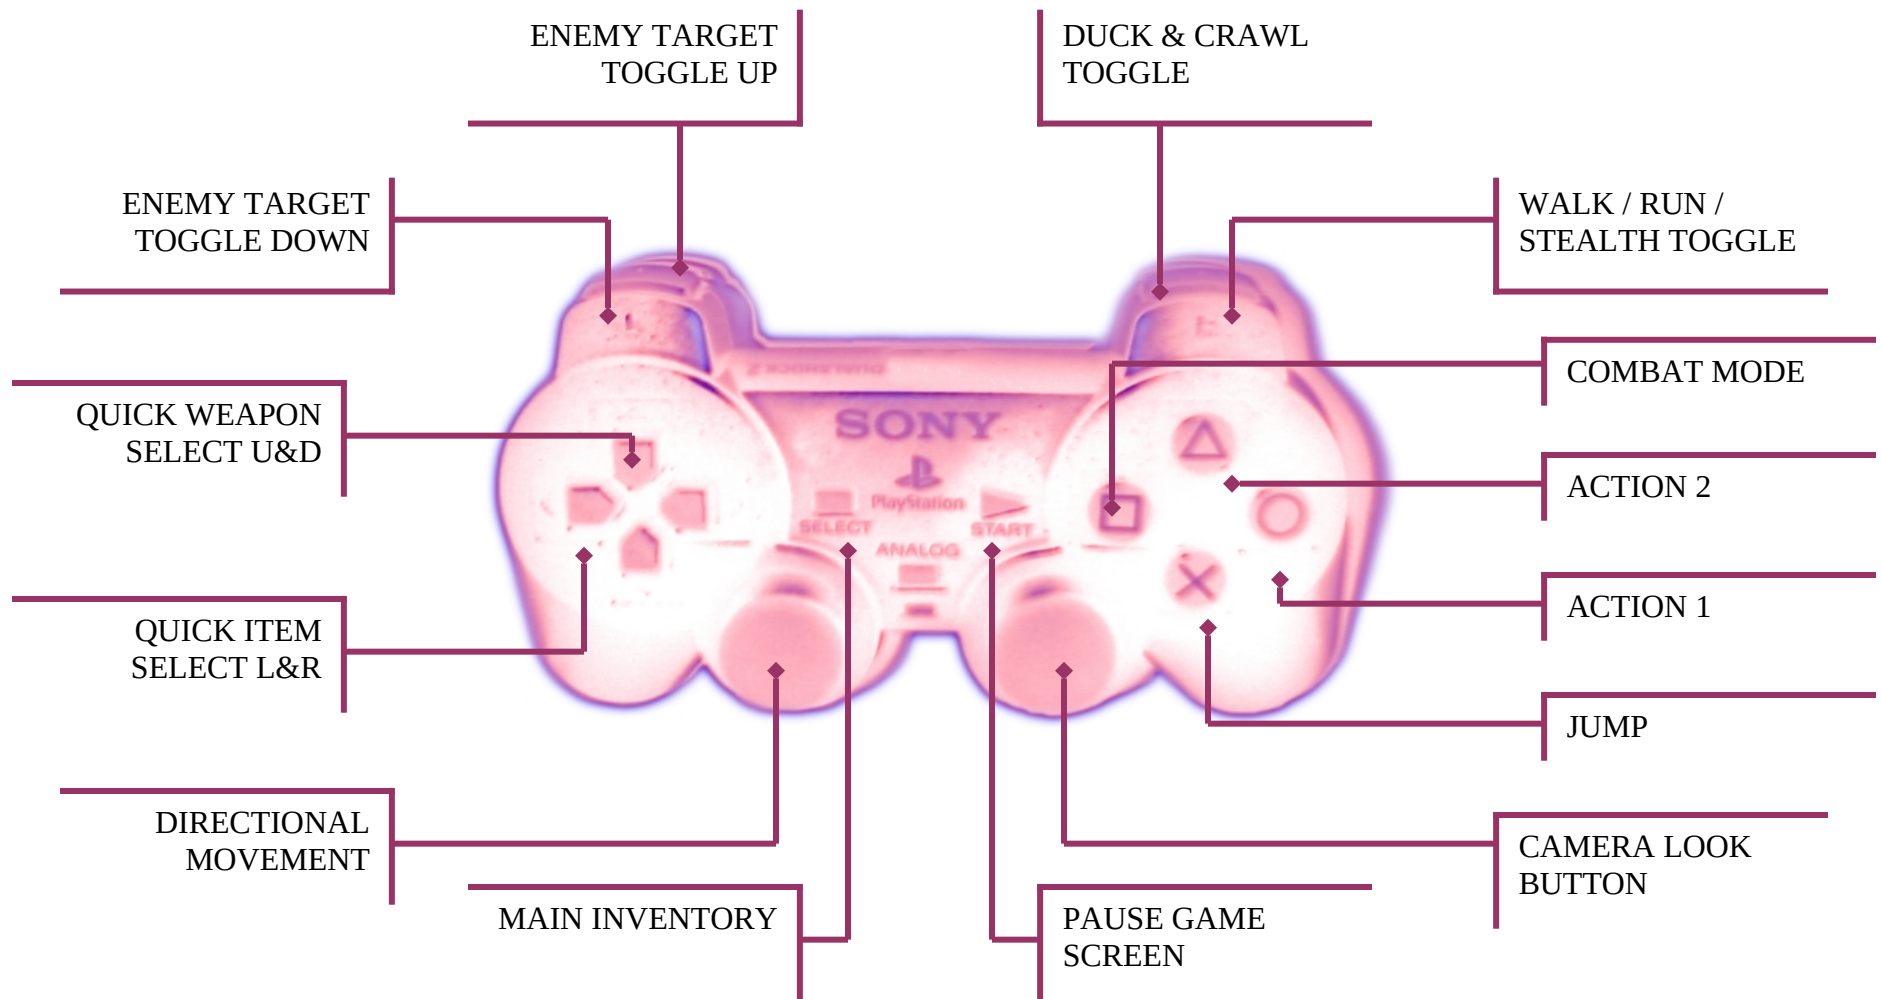 ENEMY TARGET
TOGGLE UP
DUCK & CRAWL
TOGGLE
ENEMY TARGET
TOGGLE DOWN
WALK / RUN /
STEALTH TOGGLE
COMBAT MODE
QUICK WEAPON
SELECT U&D
SONY
PlayStation
SELECT
START
ANALOG
ACTION 2
ACTION 1
QUICK ITEM
SELECT L&R
JUMP
DIRECTIONAL
MOVEMENT
CAMERA LOOK
BUTTON
MAIN INVENTORY
PAUSE GAME
SCREEN